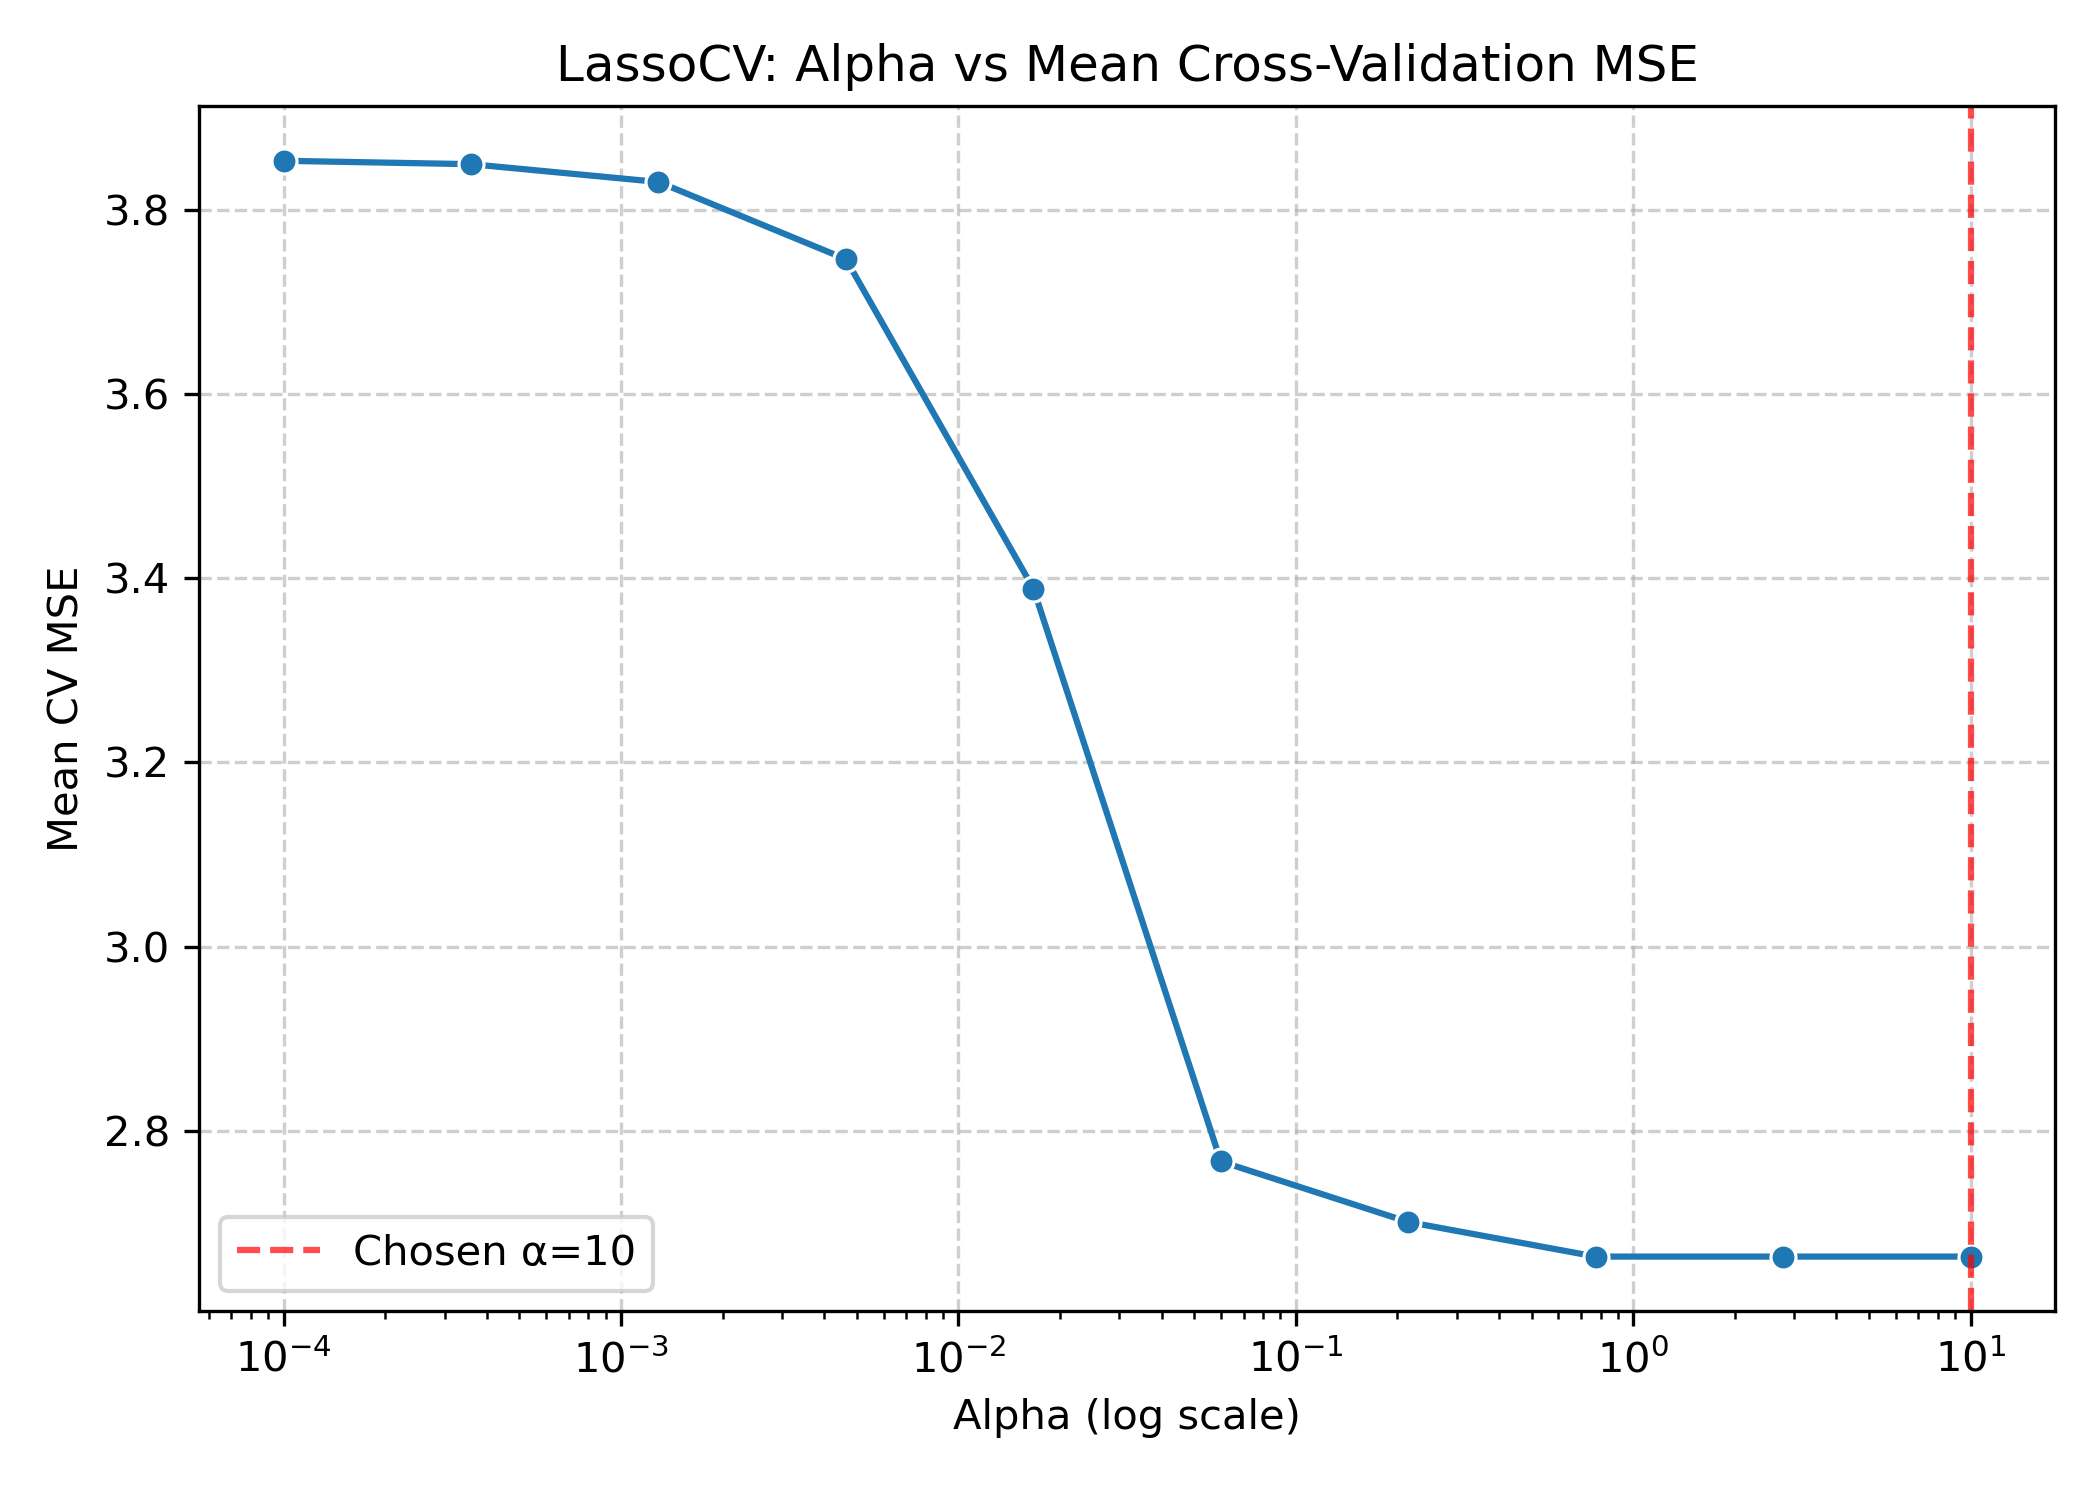 LassoCV: Alpha vs Mean Cross-Validation MSE
Mean CV MSE
3.8
3.6
3.4
3.2
3.0
2.8
Chosen α=10
10⁻⁴ 10⁻³ 10⁻² 10⁻¹ 10⁰ 10¹
Alpha (log scale)